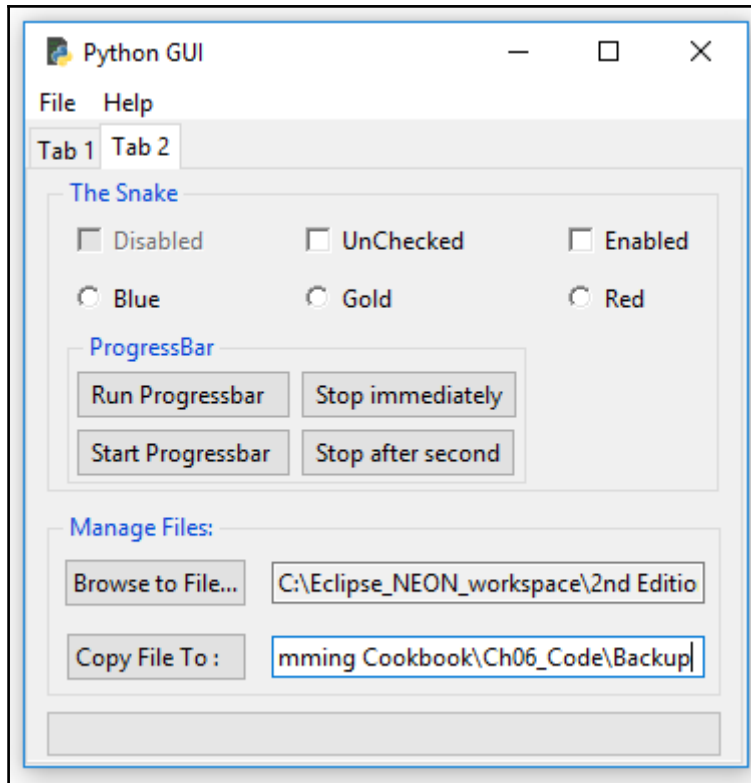 Python GUI
File Help
Tab 1 Tab 2
The Snake
Disabled UnChecked Enabled
Blue Gold Red
ProgressBar
Run Progressbar Stop immediately
Start Progressbar Stop after second
Manage Files:
Browse to File... C:\Eclipse_NEON_workspace\2nd Editio
Copy File To : mming Cookbook\Ch06_Code\Backup